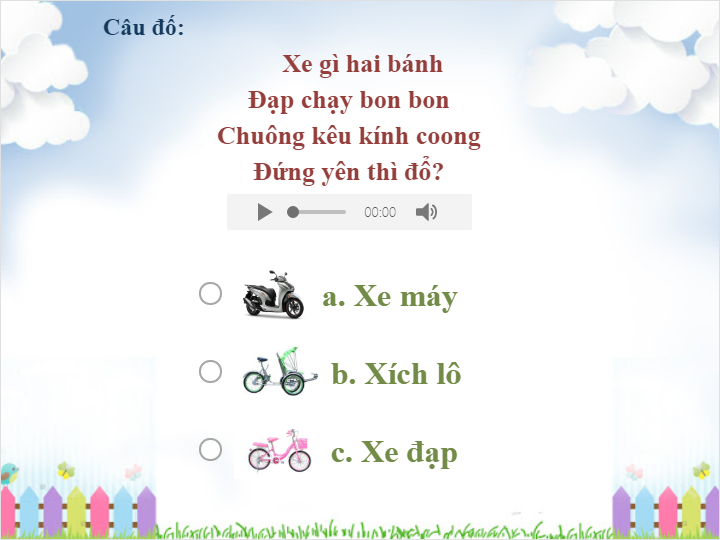 Câu đố:
Xe gì hai bánh
Đạp chạy bon bon
Chuông kêu kính coong
Đứng yên thì đổ?
00:00
a. Xe máy
b. Xích lô
c. Xe đạp